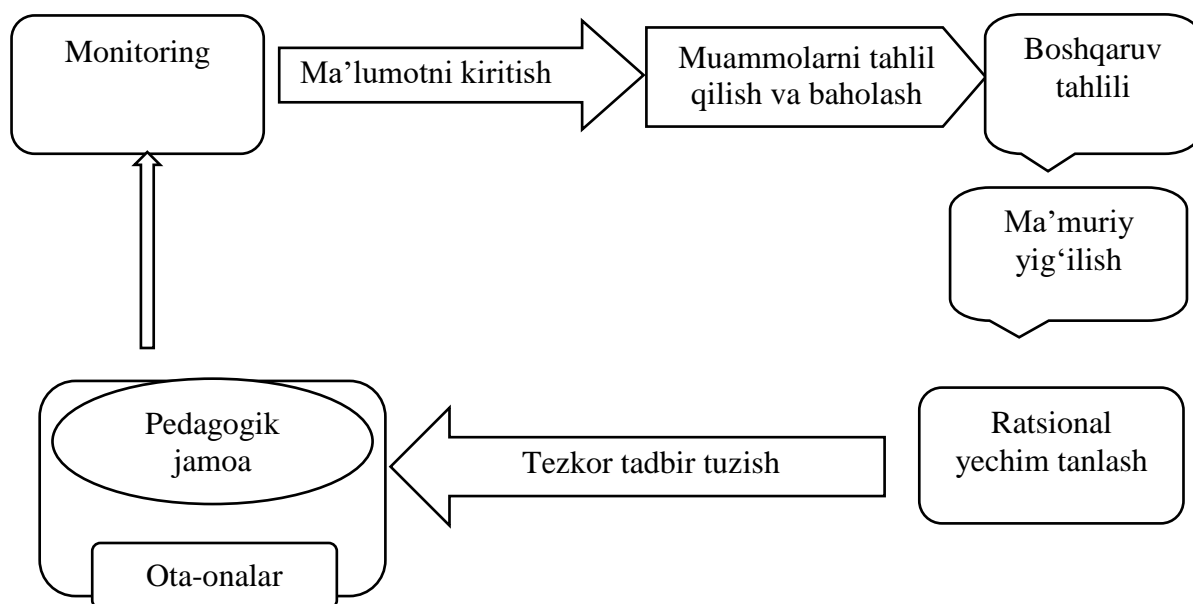 Monitoring
Ma’lumotni kiritish
Muammolarni tahlil
qilish va baholash
Boshqaruv
tahlili
Ma’muriy
yig‘ilish
Ratsional
yechim tanlash
Tezkor tadbir tuzish
Pedagogik
jamoa
Ota-onalar